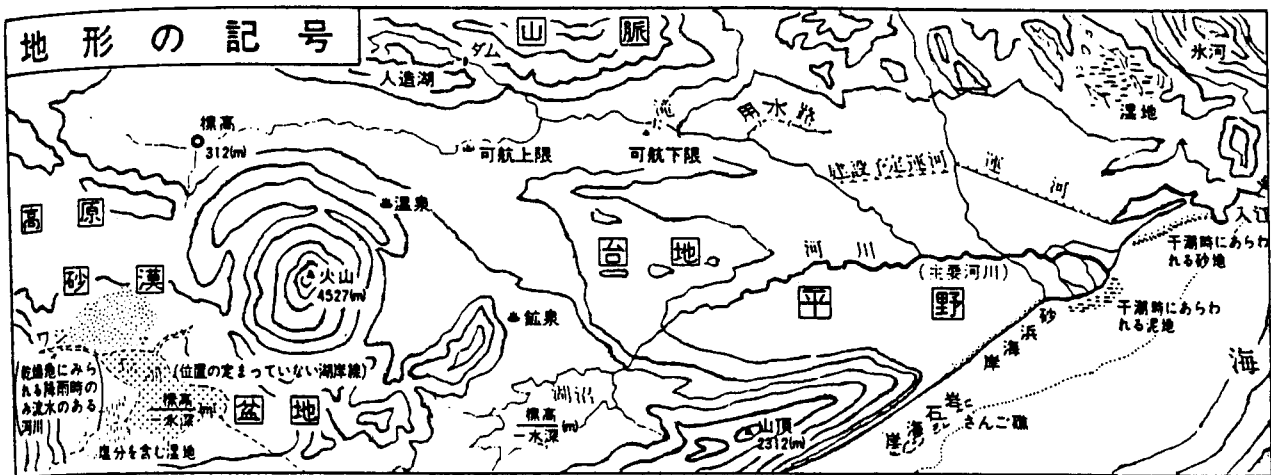 地形の記号
山脈
ダム
人造湖
氷河
湿地
滝
用水路
標高
312(m)
可航上限
可航下限
建設予定運河
運河
高原
温泉
台地
河川
入江
干潮時にあらわ
れる砂地
砂漠
火山
4527(m)
(主要河川)
平野
鉱泉
干潮時にあらわ
れる泥地
砂浜海岸
海
ワジ
(乾燥地にみら
れる降雨時の
み流水のある
河川
(位置の定まっていない湖岸線)
標高
―水深(m)
盆地
湖沼
標高
―水深(m)
山頂
2312(m)
岩石海岸
さんご礁
塩分を含む湿地